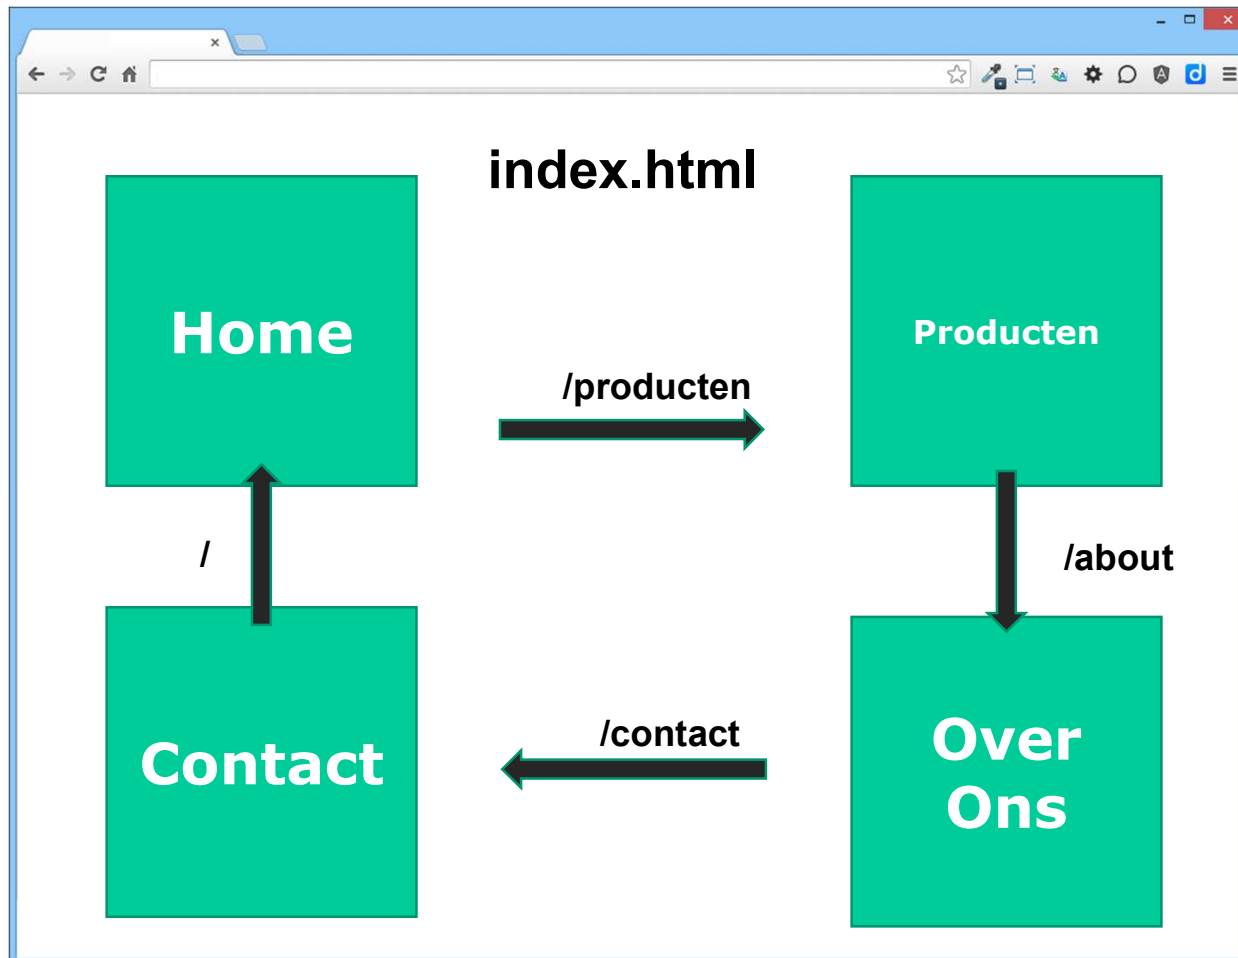 index.html
Home
Producten
/producten
/
/about
Contact
/contact
Over
Ons